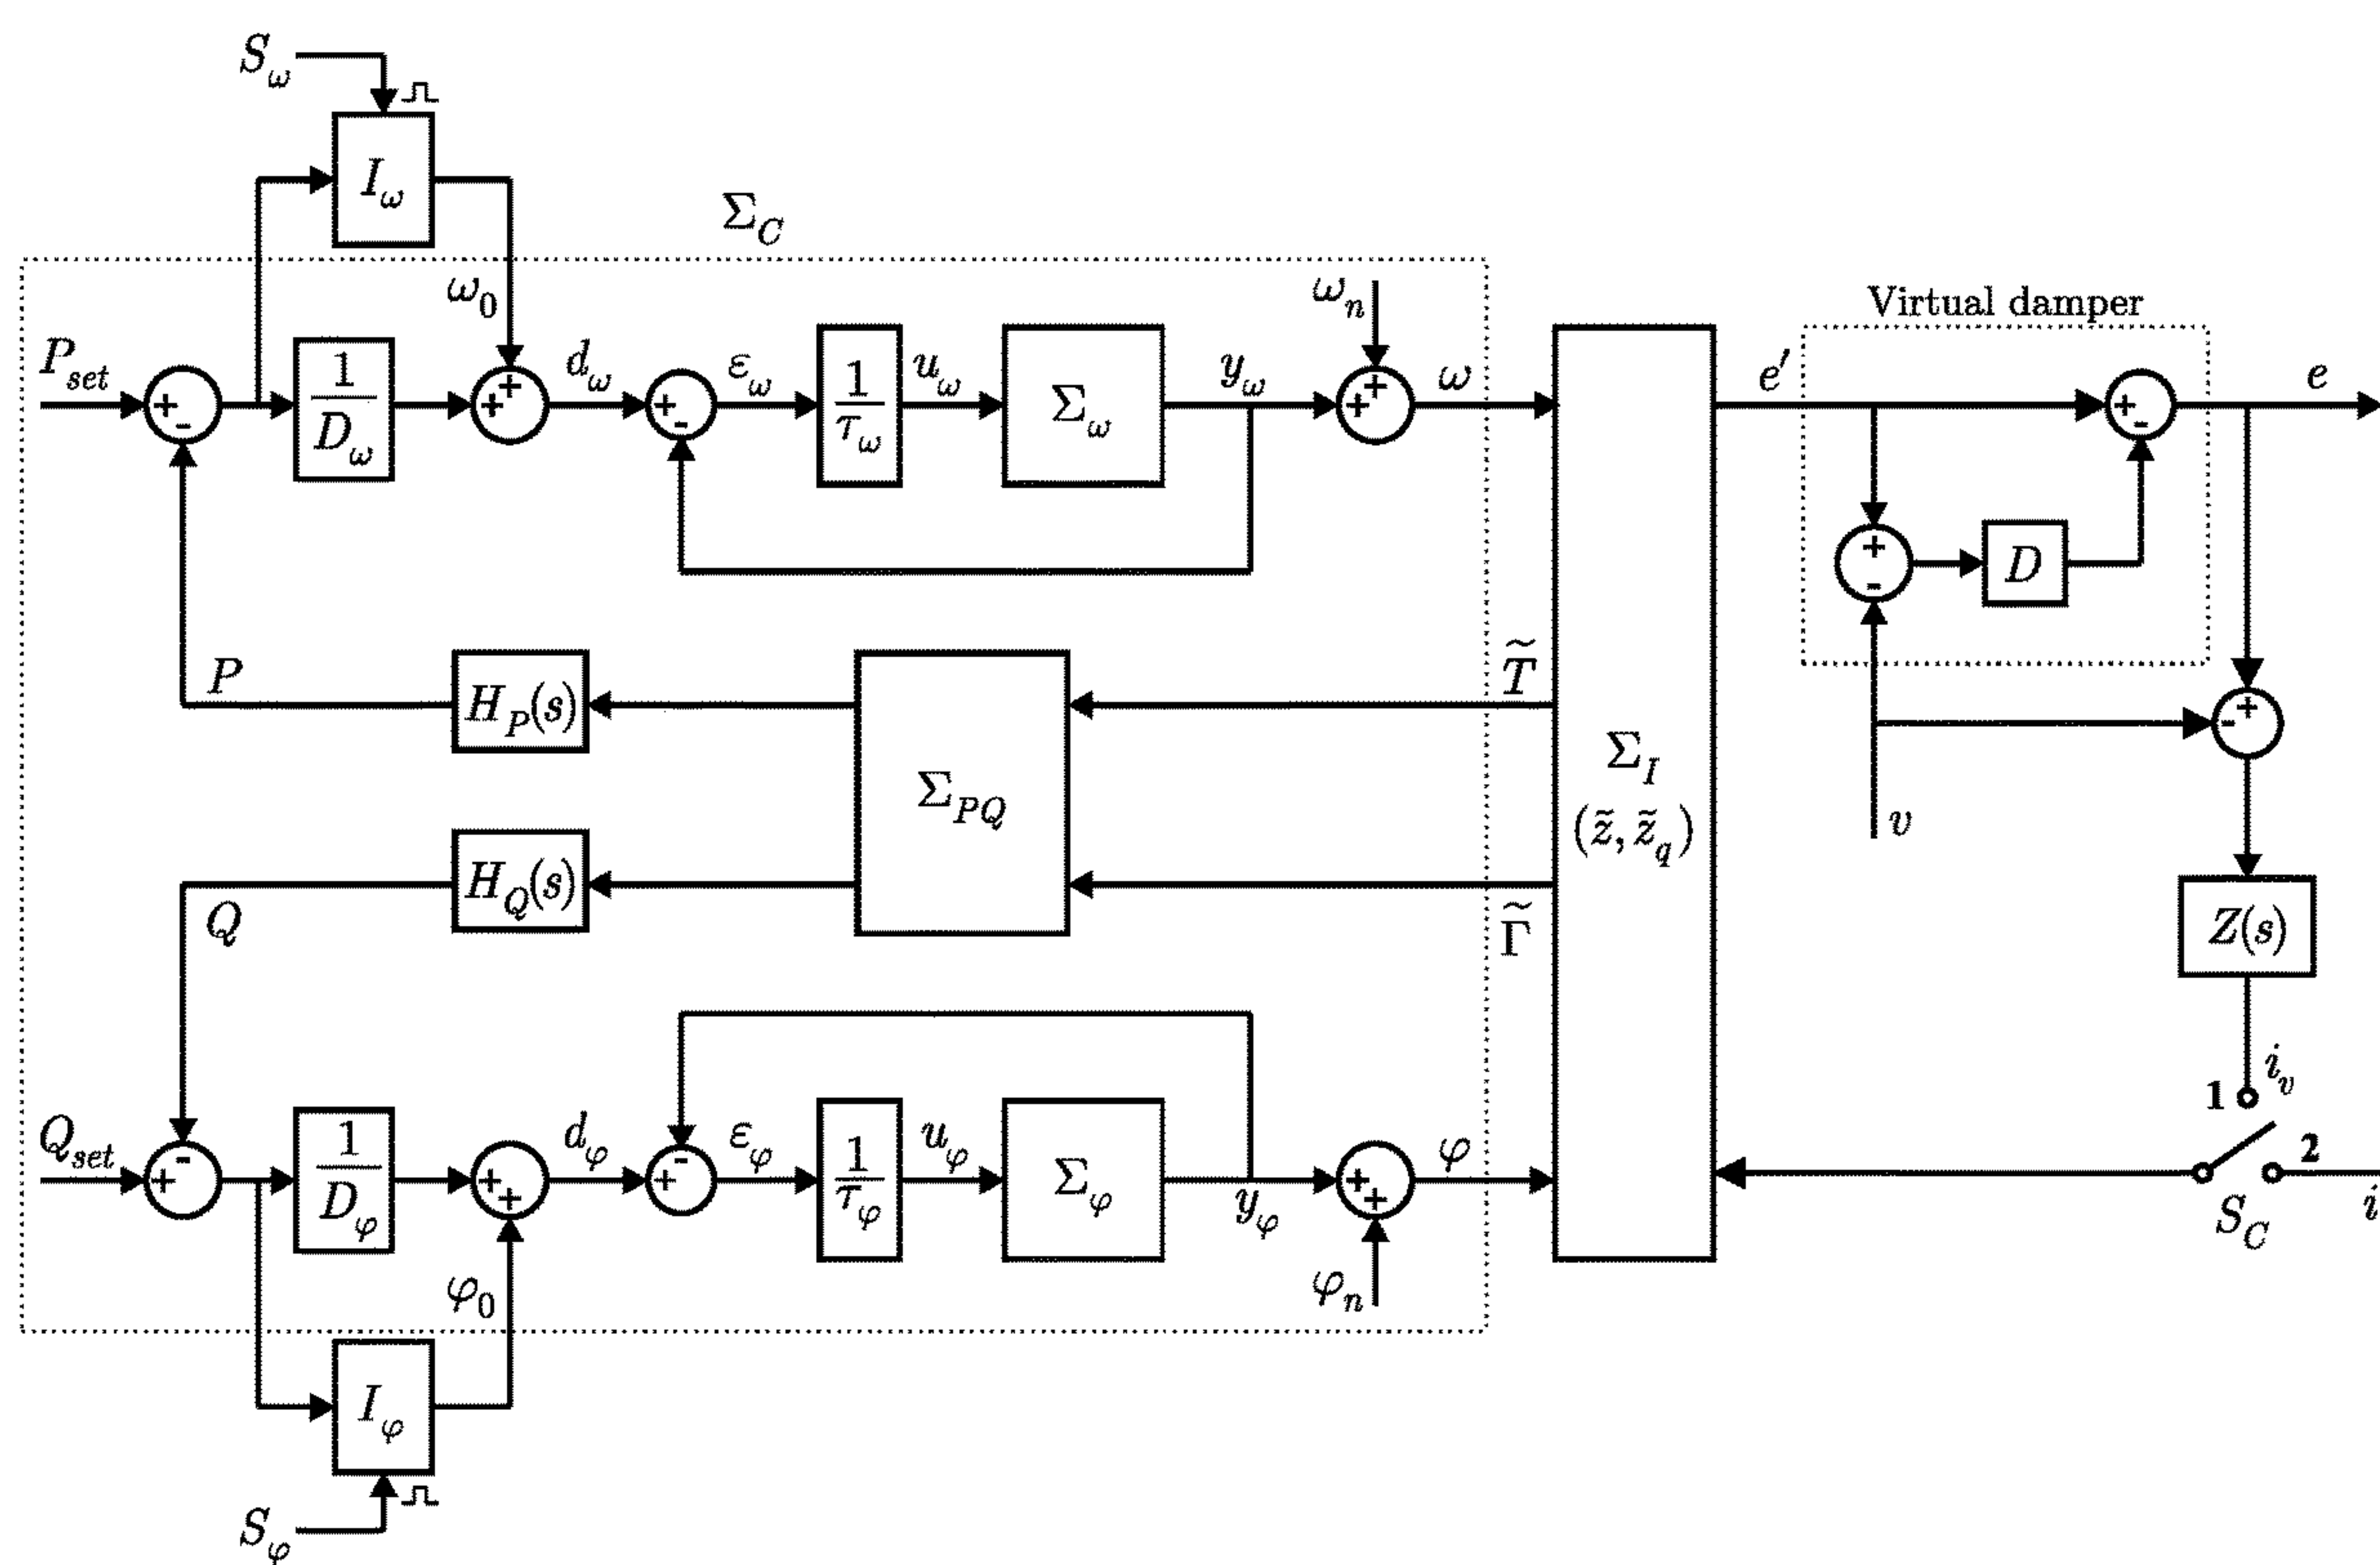 S_ω
I_ω
Σ_C
ω_0
ω_n
Virtual damper
P_set
+
-
1
D_ω
+
+
d_ω
+
-
ε_ω
1
τ_ω
u_ω
Σ_ω
y_ω
+
+
ω
e′
+
-
e
+
-
D
P
H_P(s)
Σ_PQ
T̃
Σ_I
(z̃, z̃_q)
v
-
+
Q
H_Q(s)
Γ̃
Z(s)
i_v
1
2
S_C
i
Q_set
-
+
1
D_φ
+
+
d_φ
-
+
ε_φ
1
τ_φ
u_φ
Σ_φ
y_φ
+
+
φ
φ_0
φ_n
I_φ
S_φ